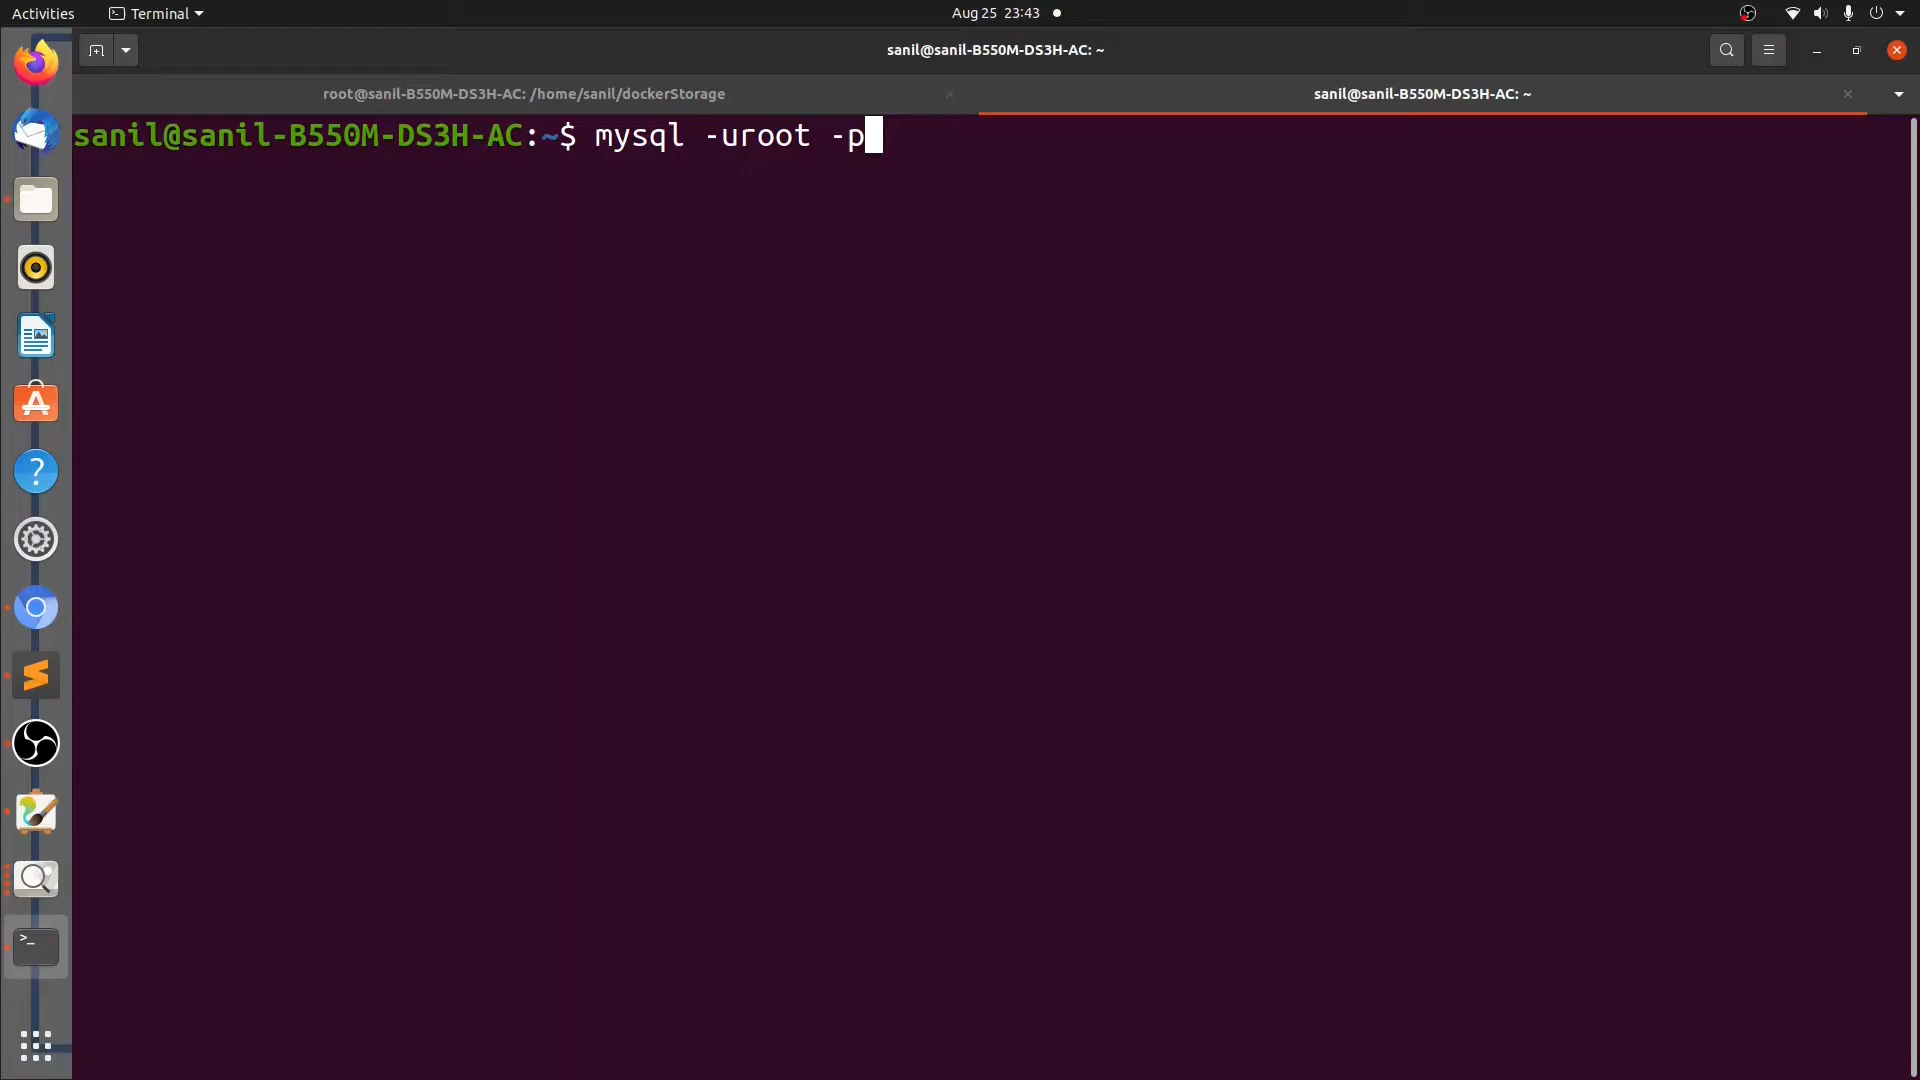 Activities Terminal Aug 25 23:43
sanil@sanil-B550M-DS3H-AC: ~
root@sanil-B550M-DS3H-AC: /home/sanil/dockerStorage sanil@sanil-B550M-DS3H-AC: ~
sanil@sanil-B550M-DS3H-AC:~$ mysql -uroot -p